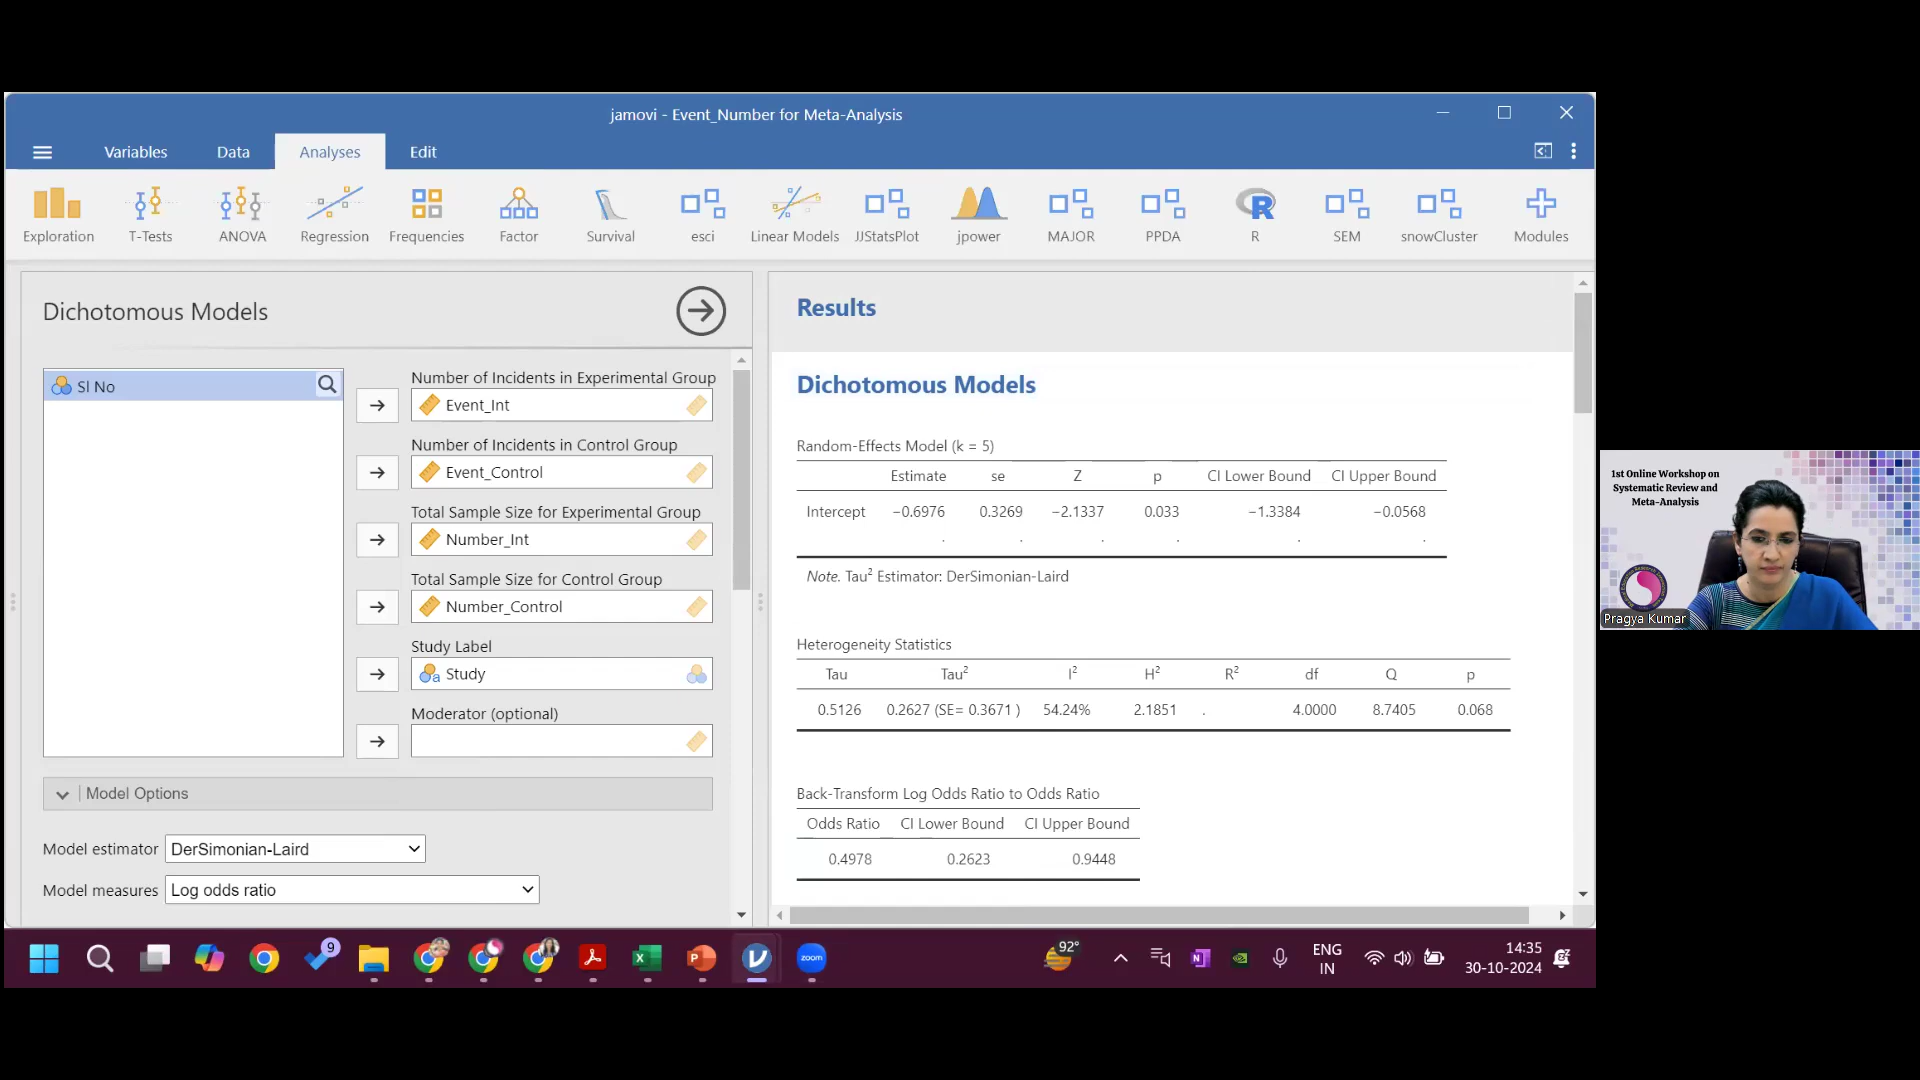 jamovi - Event_Number for Meta-Analysis
Variables Data Analyses Edit
Exploration T-Tests ANOVA Regression Frequencies Factor Survival esci Linear Models JJStatsPlot jpower MAJOR PPDA R SEM snowCluster Modules
Dichotomous Models
Sl No
Number of Incidents in Experimental Group
Event_Int
Number of Incidents in Control Group
Event_Control
Total Sample Size for Experimental Group
Number_Int
Total Sample Size for Control Group
Number_Control
Study Label
a Study
Moderator (optional)
Model Options
Model estimator DerSimonian-Laird
Model measures Log odds ratio
Results
Dichotomous Models
Random-Effects Model (k = 5)
Estimate se Z p CI Lower Bound CI Upper Bound
Intercept −0.6976 0.3269 −2.1337 0.033 −1.3384 −0.0568
. . . . . .
Note. Tau² Estimator: DerSimonian-Laird
Heterogeneity Statistics
Tau Tau² I² H² R² df Q p
0.5126 0.2627 (SE= 0.3671 ) 54.24% 2.1851 . 4.0000 8.7405 0.068
Back-Transform Log Odds Ratio to Odds Ratio
Odds Ratio CI Lower Bound CI Upper Bound
0.4978 0.2623 0.9448
1st Online Workshop on
Systematic Review and
Meta-Analysis
Pragya Kumar
9
zoom
92°
ENG
IN
14:35
30-10-2024